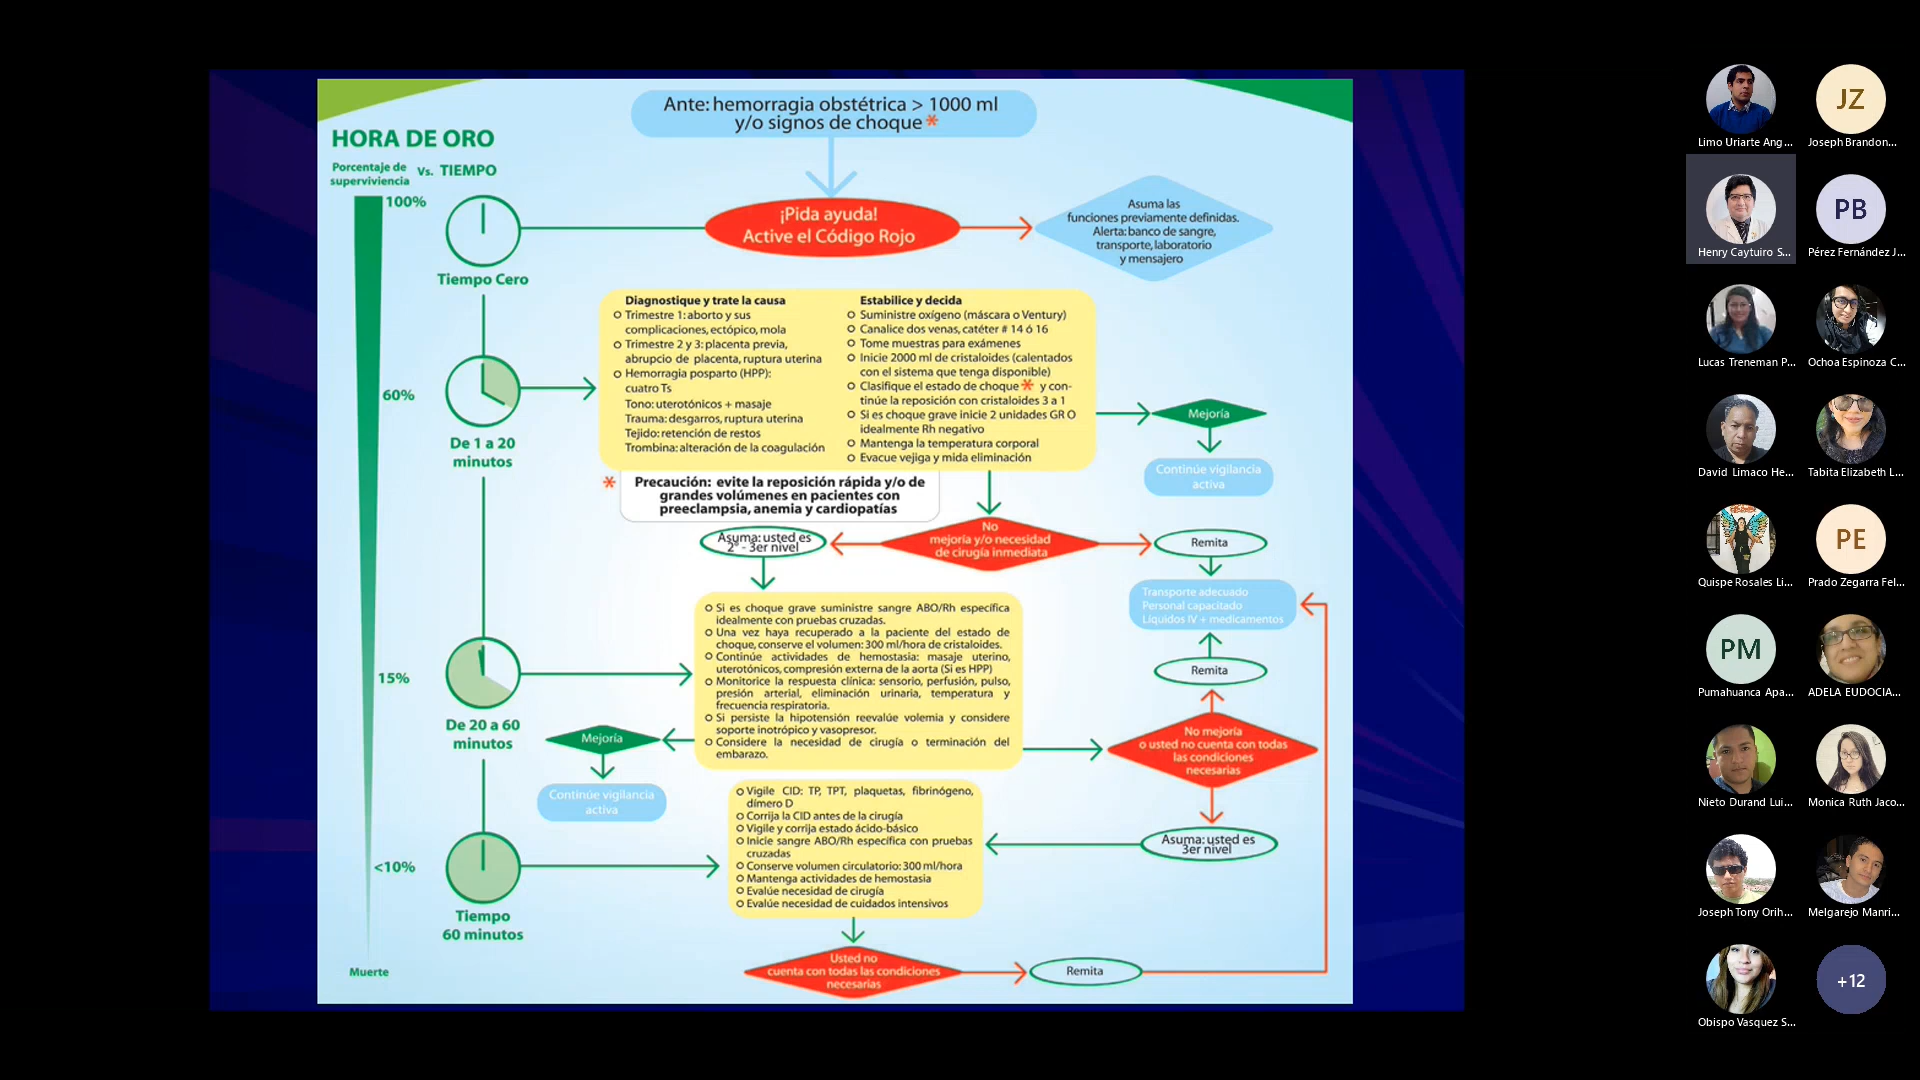 Ante: hemorragia obstétrica > 1000 ml
y/o signos de choque *
HORA DE ORO
Porcentaje de
superviviencia
Vs. TIEMPO
100%
Tiempo Cero
¡Pida ayuda!
Active el Código Rojo
Asuma las
funciones previamente definidas.
Alerta: banco de sangre,
transporte, laboratorio
y mensajero
60%
De 1 a 20
minutos
Diagnostique y trate la causa
Trimestre 1: aborto y sus
complicaciones, ectópico, mola
Trimestre 2 y 3: placenta previa,
abrupcio de placenta, ruptura uterina
Hemorragia posparto (HPP):
cuatro Ts
Tono: uterotónicos + masaje
Trauma: desgarros, ruptura uterina
Tejido: retención de restos
Trombina: alteración de la coagulación
Estabilice y decida
Suministre oxígeno (máscara o Ventury)
Canalice dos venas, catéter # 14 ó 16
Tome muestras para exámenes
Inicie 2000 ml de cristaloides (calentados
con el sistema que tenga disponible)
Clasifique el estado de choque * y con-
tinúe la reposición con cristaloides 3 a 1
Si es choque grave inicie 2 unidades GR O
idealmente Rh negativo
Mantenga la temperatura corporal
Evacue vejiga y mida eliminación
Mejoría
Continúe vigilancia
activa
* Precaución: evite la reposición rápida y/o de
grandes volúmenes en pacientes con
preeclampsia, anemia y cardiopatías
No
mejoría y/o necesidad
de cirugía inmediata
Asuma: usted es
2° - 3er nivel
Remita
Transporte adecuado
Personal capacitado
Líquidos IV + medicamentos
Remita
15%
De 20 a 60
minutos
Si es choque grave suministre sangre ABO/Rh específica
idealmente con pruebas cruzadas.
Una vez haya recuperado a la paciente del estado de
choque, conserve el volumen: 300 ml/hora de cristaloides.
Continúe actividades de hemostasia: masaje uterino,
uterotónicos, compresión externa de la aorta (Si es HPP)
Monitorice la respuesta clínica: sensorio, perfusión, pulso,
presión arterial, eliminación urinaria, temperatura y
frecuencia respiratoria.
Si persiste la hipotensión reevalúe volemia y considere
soporte inotrópico y vasopresor.
Considere la necesidad de cirugía o terminación del
embarazo.
Mejoría
Continúe vigilancia
activa
No mejoría
o usted no cuenta con todas
las condiciones
necesarias
Asuma: usted es
3er nivel
<10%
Tiempo
60 minutos
Vigile CID: TP, TPT, plaquetas, fibrinógeno,
dímero D
Corrija la CID antes de la cirugía
Vigile y corrija estado ácido-básico
Inicie sangre ABO/Rh específica con pruebas
cruzadas
Conserve volumen circulatorio: 300 ml/hora
Mantenga actividades de hemostasia
Evalúe necesidad de cirugía
Evalúe necesidad de cuidados intensivos
Muerte
Usted no
cuenta con todas las condiciones
necesarias
Remita
Limo Uriarte Ang...
JZ
Joseph Brandon...
Henry Caytuiro S...
PB
Pérez Fernández J...
Lucas Treneman P...
Ochoa Espinoza C...
David Limaco He...
Tabita Elizabeth L...
Quispe Rosales Li...
PE
Prado Zegarra Fel...
PM
Pumahuanca Apa...
ADELA EUDOCIA...
Nieto Durand Lui...
Monica Ruth Jaco...
Joseph Tony Orih...
Melgarejo Manri...
Obispo Vasquez S...
+12